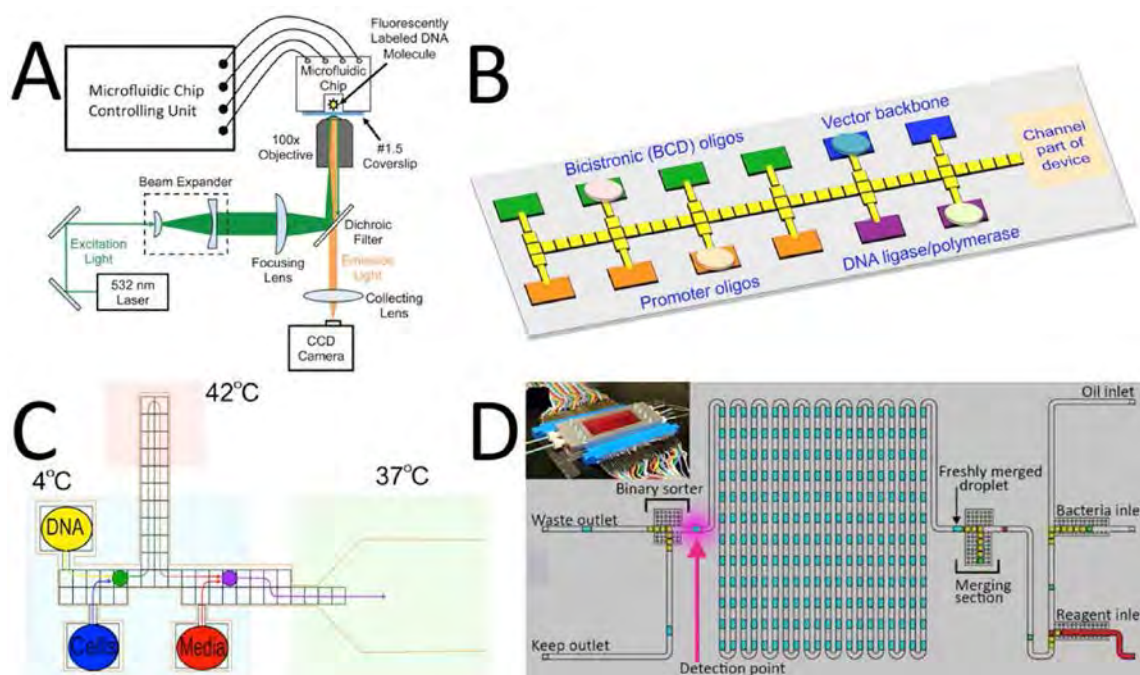 A
Microfluidic Chip
Controlling Unit
Fluorescently
Labeled DNA
Molecule
Microfluidic
Chip
100x
Objective
#1.5
Coverslip
Beam Expander
Excitation
Light
532 nm
Laser
Focusing
Lens
Dichroic
Filter
Emission
Light
Collecting
Lens
CCD
Camera
B
Bicistronic (BCD) oligos
Vector backbone
Channel
part of
device
Promoter oligos
DNA ligase/polymerase
C
42°C
4°C
37°C
DNA
Cells
Media
D
Oil inlet
Binary sorter
Freshly merged
droplet
Waste outlet
Bacteria inle
Merging
section
Reagent inle
Keep outlet
Detection point